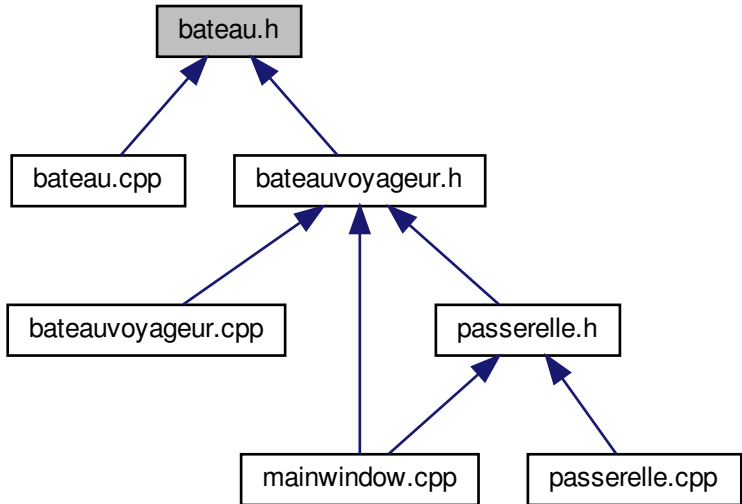 bateau.h
bateau.cpp
bateauvoyageur.h
bateauvoyageur.cpp
passerelle.h
mainwindow.cpp
passerelle.cpp